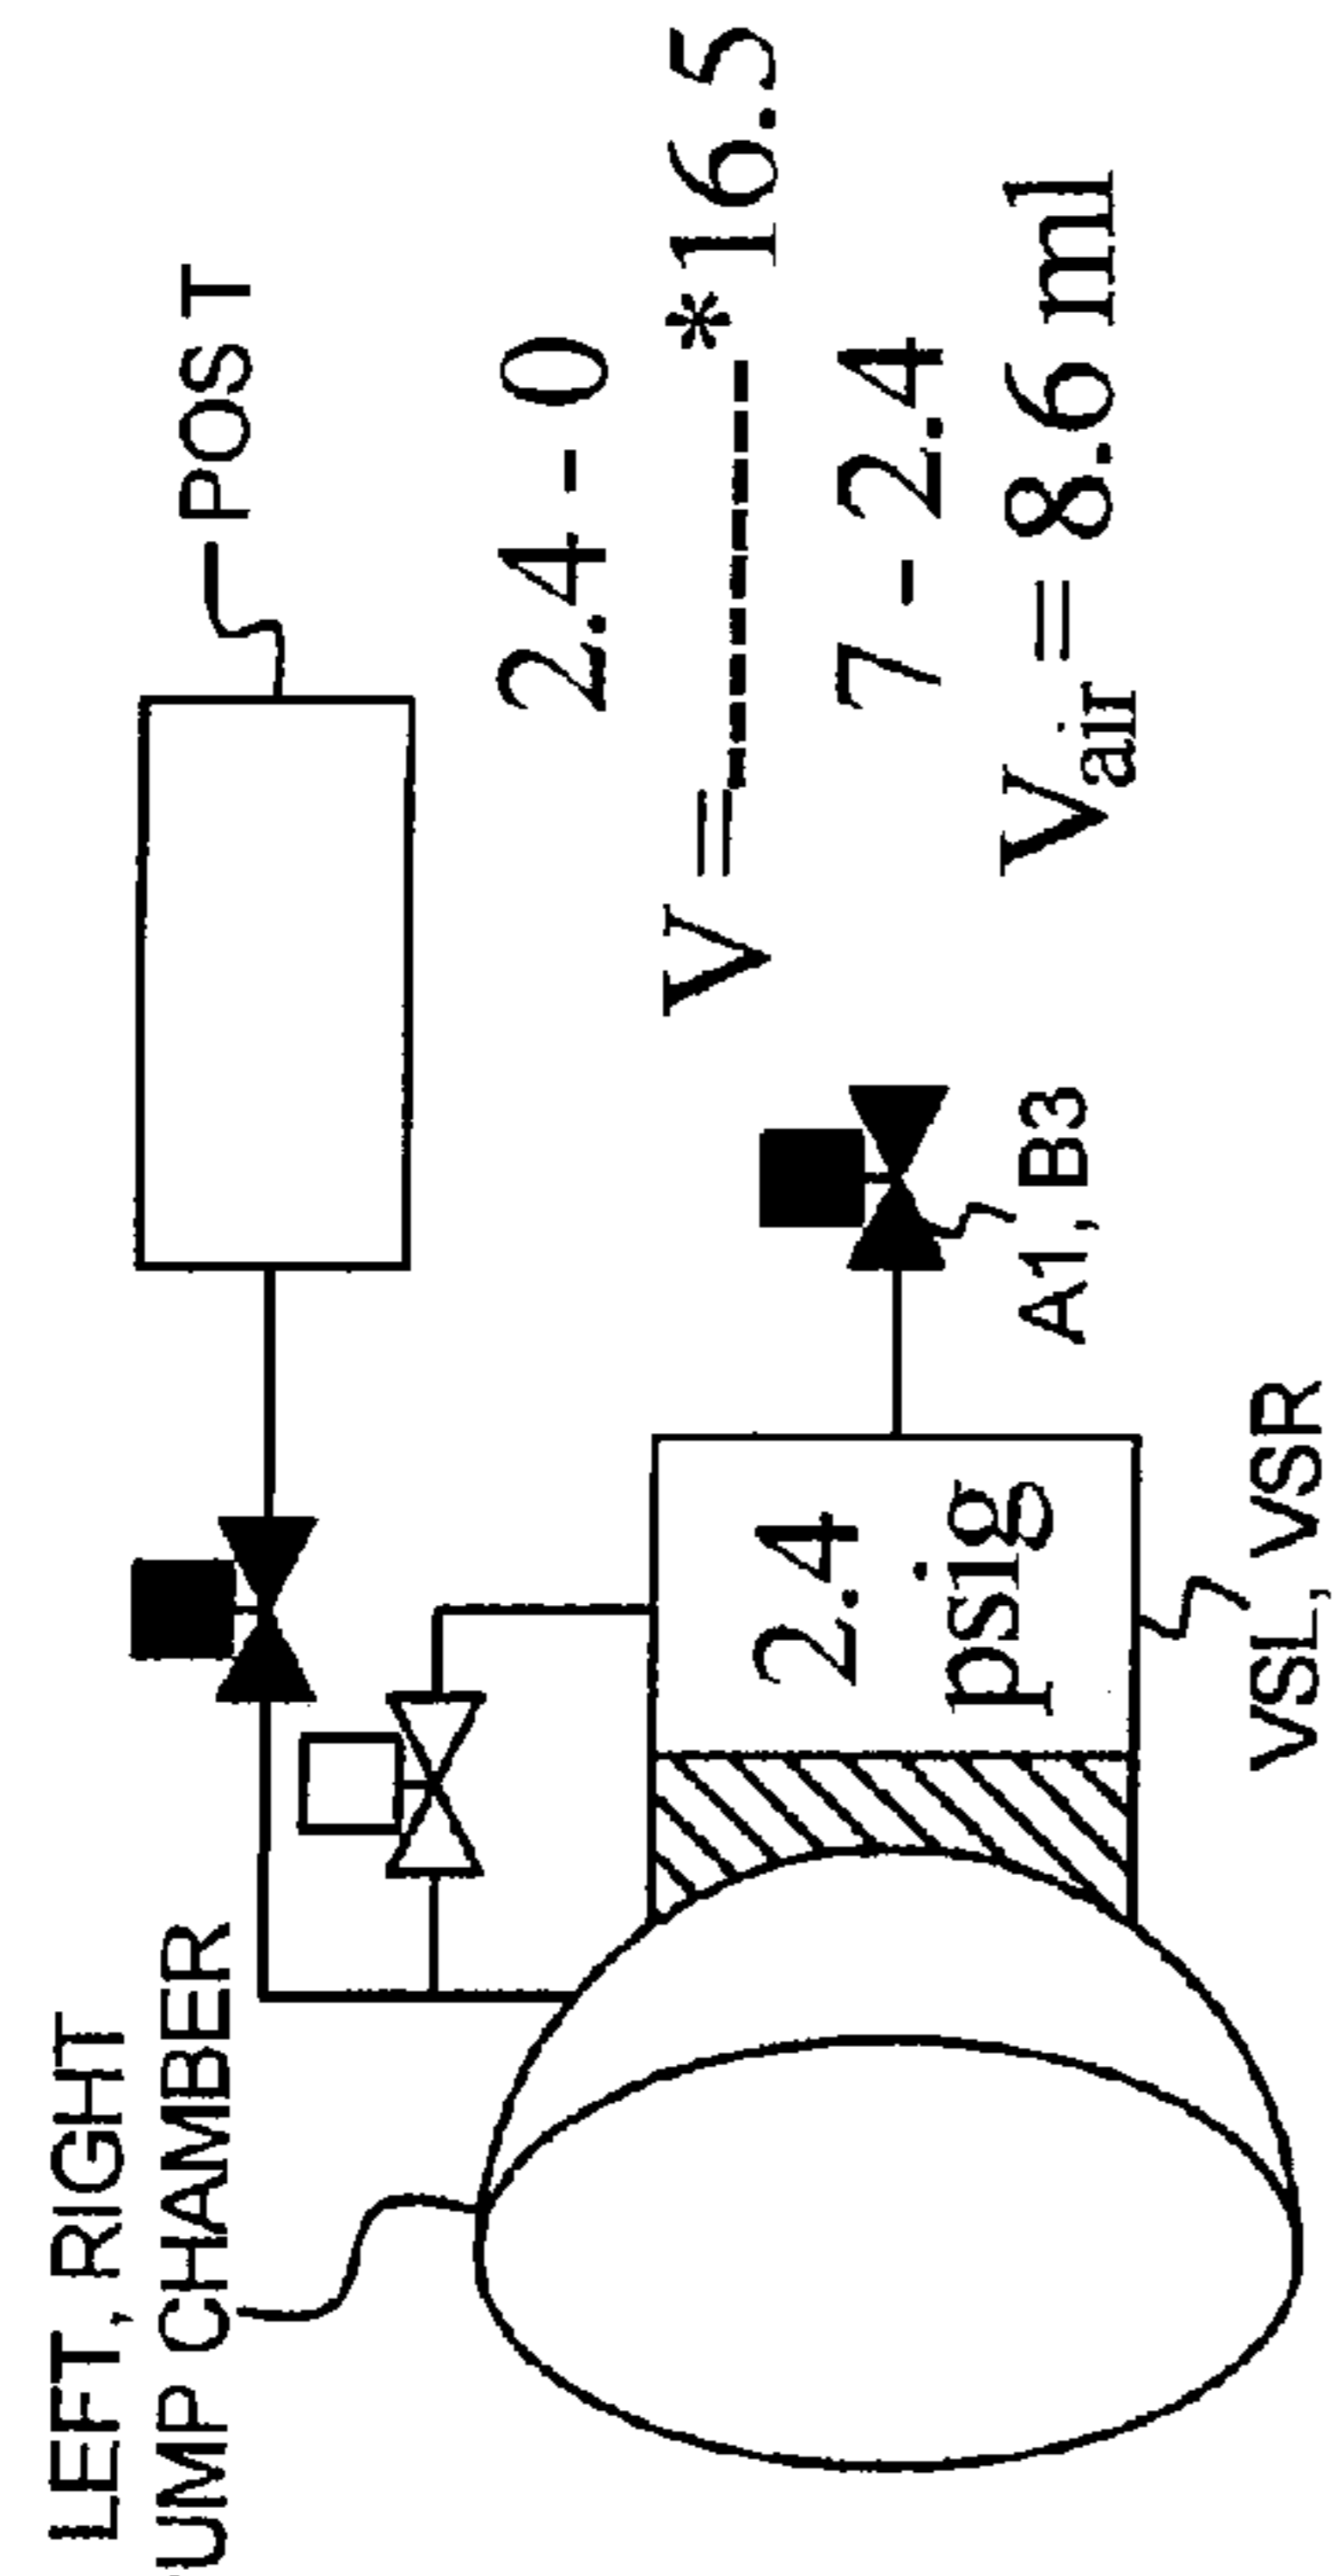 LEFT, RIGHT
UMP CHAMBER
POS T
2.4 - 0
V =---------*16.5
7 - 2.4
Vair = 8.6 ml
2.4
psig
A1, B3
VSL, VSR